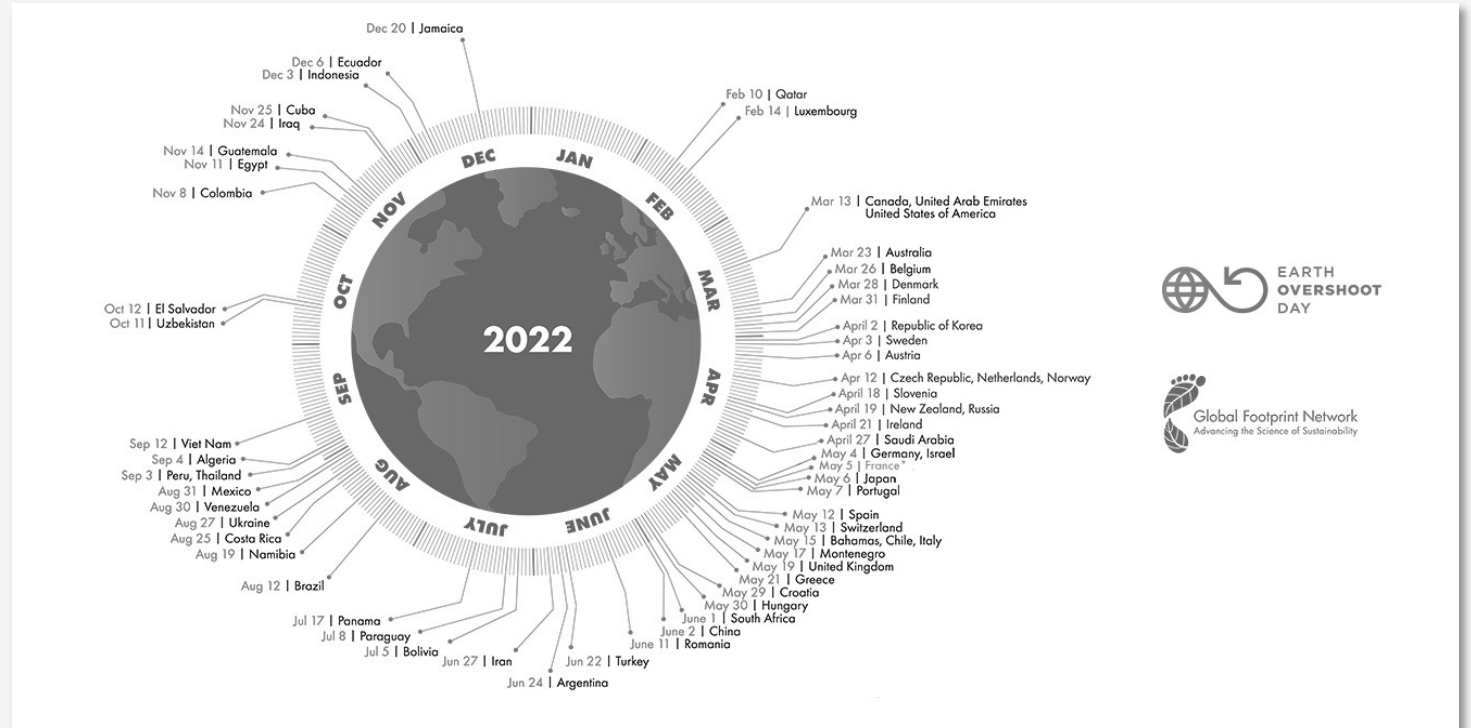 Dec 20 | Jamaica
Dec 6 | Ecuador
Dec 3 | Indonesia
Nov 25 | Cuba
Nov 24 | Iraq
Nov 14 | Guatemala
Nov 11 | Egypt
Nov 8 | Colombia
Oct 12 | El Salvador
Oct 11 | Uzbekistan
Sep 12 | Viet Nam
Sep 4 | Algeria
Sep 3 | Peru, Thailand
Aug 31 | Mexico
Aug 30 | Venezuela
Aug 27 | Ukraine
Aug 25 | Costa Rica
Aug 19 | Namibia
Aug 12 | Brazil
Jul 17 | Panama
Jul 8 | Paraguay
Jul 5 | Bolivia
Jun 27 | Iran
Jun 24 | Argentina
Jun 22 | Turkey
DEC
JAN
NOV
FEB
OCT
MAR
2022
SEP
APR
AUG
MAY
JULY
JUNE
Feb 10 | Qatar
Feb 14 | Luxembourg
Mar 13 | Canada, United Arab Emirates
United States of America
Mar 23 | Australia
Mar 26 | Belgium
Mar 28 | Denmark
Mar 31 | Finland
April 2 | Republic of Korea
Apr 3 | Sweden
Apr 6 | Austria
Apr 12 | Czech Republic, Netherlands, Norway
April 18 | Slovenia
April 19 | New Zealand, Russia
April 21 | Ireland
April 27 | Saudi Arabia
May 4 | Germany, Israel
May 5 | France*
May 6 | Japan
May 7 | Portugal
May 12 | Spain
May 13 | Switzerland
May 15 | Bahamas, Chile, Italy
May 17 | Montenegro
May 19 | United Kingdom
May 21 | Greece
May 29 | Croatia
May 30 | Hungary
June 1 | South Africa
June 2 | China
June 11 | Romania
EARTH
OVERSHOOT
DAY
Global Footprint Network
Advancing the Science of Sustainability